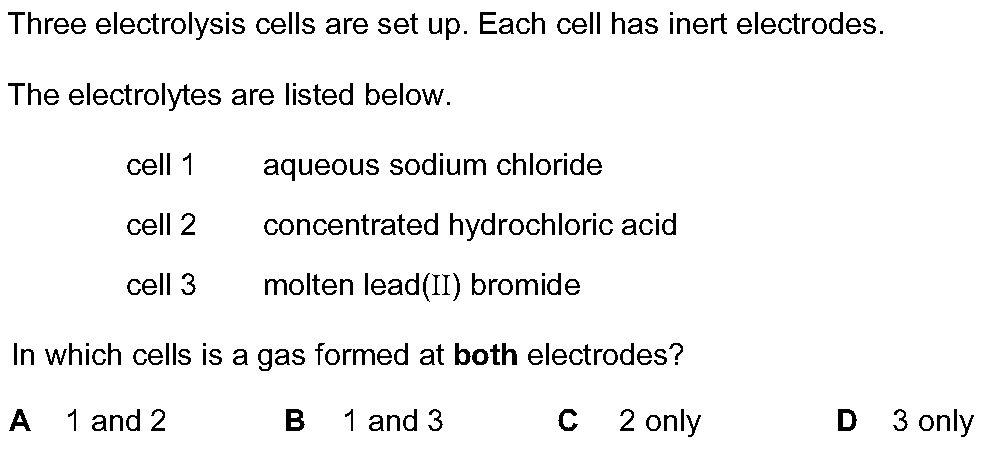 Three electrolysis cells are set up. Each cell has inert electrodes.
The electrolytes are listed below.
cell 1 aqueous sodium chloride
cell 2 concentrated hydrochloric acid
cell 3 molten lead(II) bromide
In which cells is a gas formed at both electrodes?
A 1 and 2 B 1 and 3 C 2 only D 3 only